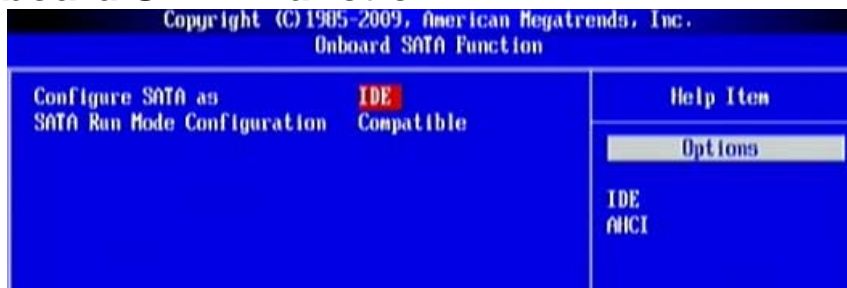 Copyright (C)1985-2009, American Megatrends, Inc.
Onboard SATA Function
Configure SATA as IDE
SATA Run Mode Configuration Compatible
Help Item
Options
IDE
AHCI